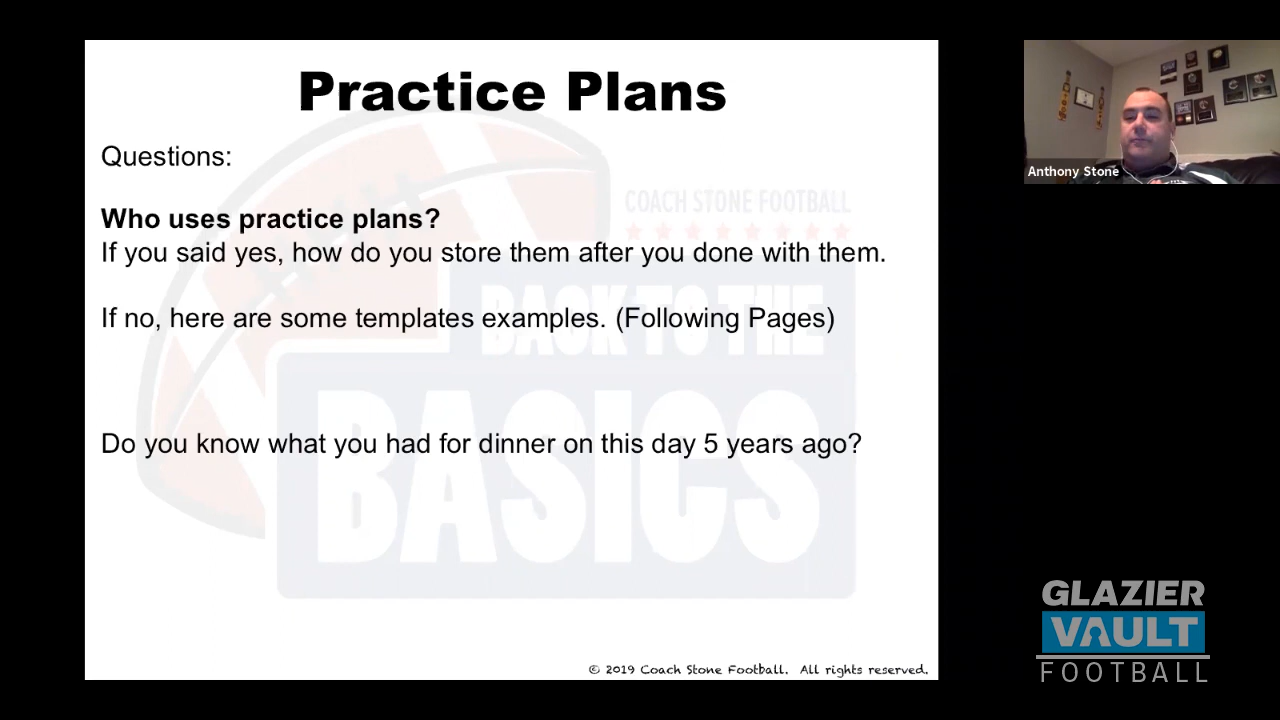 Practice Plans
Questions:
COACH STONE FOOTBALL
Who uses practice plans?
If you said yes, how do you store them after you done with them.
BACK TO THE
If no, here are some templates examples. (Following Pages)
BASICS
Do you know what you had for dinner on this day 5 years ago?
© 2019 Coach Stone Football. All rights reserved.
Anthony Stone
GLAZIER
VAULT
FOOTBALL